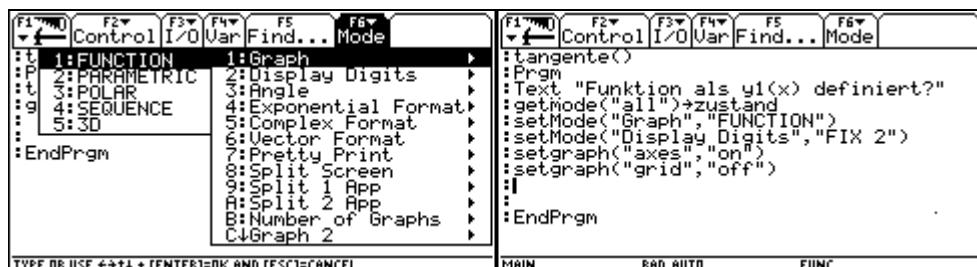 F1 F2 F3 F4 F5 F6
Control I/O Var Find... Mode
:t 1:FUNCTION 1:Graph
:P 2:PARAMETRIC 2:Display Digits
:t 3:POLAR 3:Angle
:g 4:SEQUENCE 4:Exponential Format
5:3D 5:Complex Format
6:Vector Format
:EndPrgm 7:Pretty Print
8:Split Screen
9:Split 1 App
A:Split 2 App
B:Number of Graphs
C↓Graph 2
TYPE OR USE ←→↑↓ + [ENTER]=OK AND [ESC]=CANCEL
F1 F2 F3 F4 F5 F6
Control I/O Var Find... Mode
:tangente()
:Prgm
:Text "Funktion als y1(x) definiert?"
:getMode("all")→zustand
:setMode("Graph","FUNCTION")
:setMode("Display Digits","FIX 2")
:setgraph("axes","on")
:setgraph("grid","off")
:
:
:EndPrgm
MAIN RAD AUTO FUNC